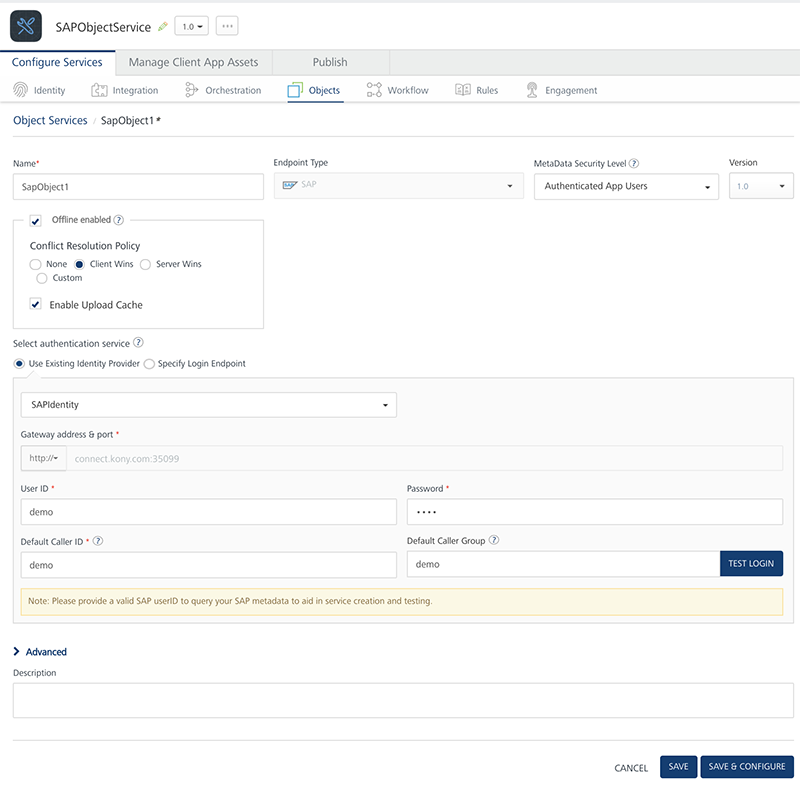 SAPObjectService 1.0
Configure Services Manage Client App Assets Publish
Identity Integration Orchestration Objects Workflow Rules Engagement
Object Services / SapObject1*
Name* Endpoint Type MetaData Security Level ? Version
SapObject1 SAP SAP Authenticated App Users 1.0
Offline enabled ?
Conflict Resolution Policy
None Client Wins Server Wins
Custom
Enable Upload Cache
Select authentication service ?
Use Existing Identity Provider Specify Login Endpoint
SAPIdentity
Gateway address & port *
http:// connect.kony.com:35099
User ID * Password *
demo ••••
Default Caller ID * ? Default Caller Group ?
demo demo TEST LOGIN
Note: Please provide a valid SAP userID to query your SAP metadata to aid in service creation and testing.
Advanced
Description
CANCEL SAVE SAVE & CONFIGURE